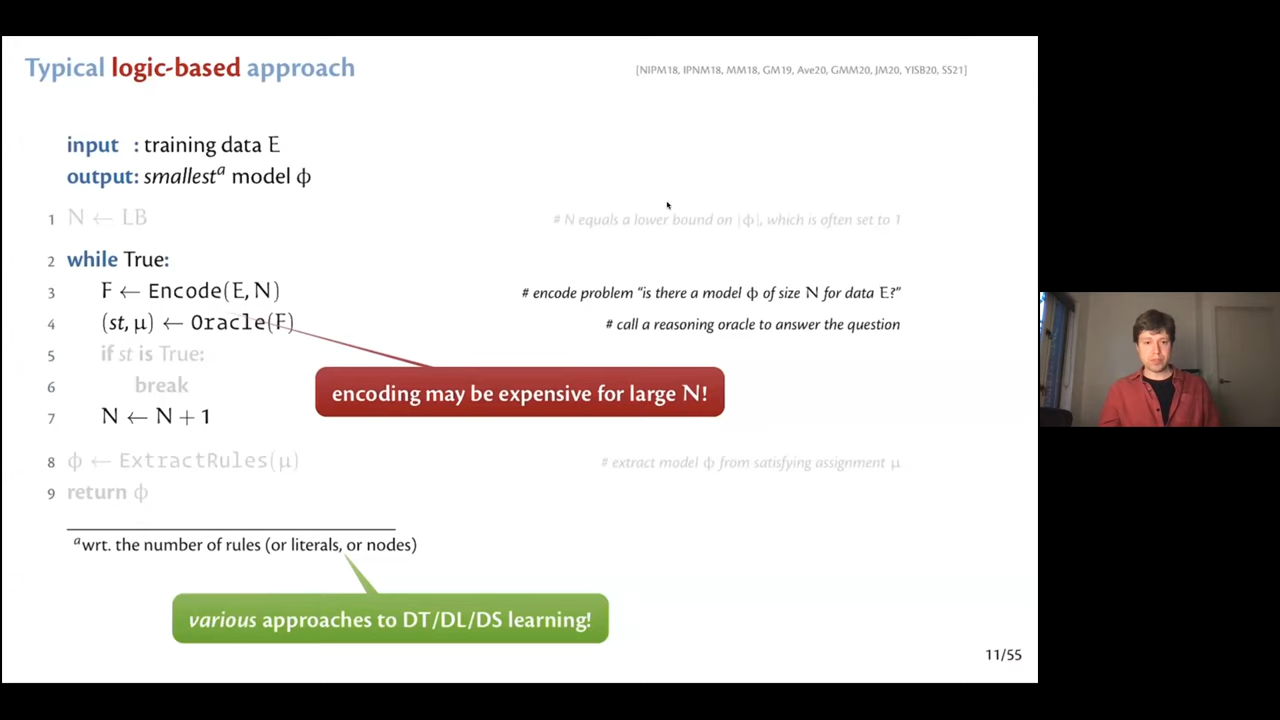 Typical logic-based approach
[NIPM18, IPNM18, MM18, GM19, Ave20, GMM20, JM20, YISB20, SS21]
input : training data E
output: smallestᵃ model ϕ
1 N ← LB # N equals a lower bound on |ϕ|, which is often set to 1
2 while True:
3 F ← Encode(E, N) # encode problem “is there a model ϕ of size N for data E?”
4 (st, μ) ← Oracle(F) # call a reasoning oracle to answer the question
5 if st is True:
6 break
encoding may be expensive for large N!
7 N ← N + 1
8 ϕ ← ExtractRules(μ) # extract model ϕ from satisfying assignment μ
9 return ϕ
ᵃwrt. the number of rules (or literals, or nodes)
various approaches to DT/DL/DS learning!
11/55